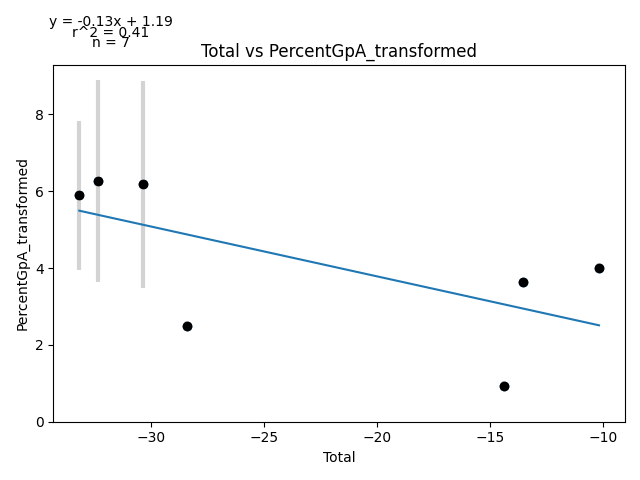 y = -0.13x + 1.19
r^2 = 0.41
n = 7
Total vs PercentGpA_transformed
PercentGpA_transformed
8
6
4
2
0
−30
−25
−20
−15
−10
Total